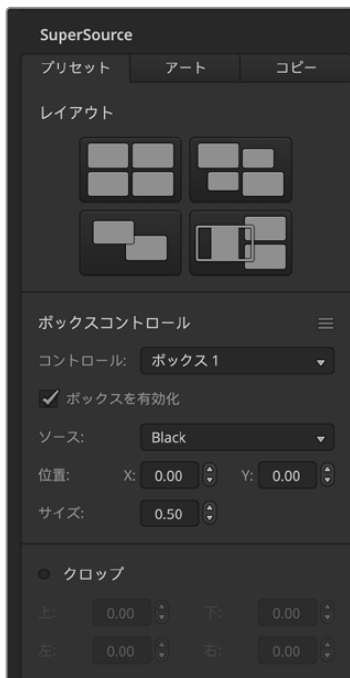 SuperSource
プリセット アート コピー
レイアウト
ボックスコントロール
コントロール: ボックス 1
ボックスを有効化
ソース: Black
位置: X: 0.00 Y: 0.00
サイズ: 0.50
クロップ
上: 0.00 下: 0.00
左: 0.00 右: 0.00